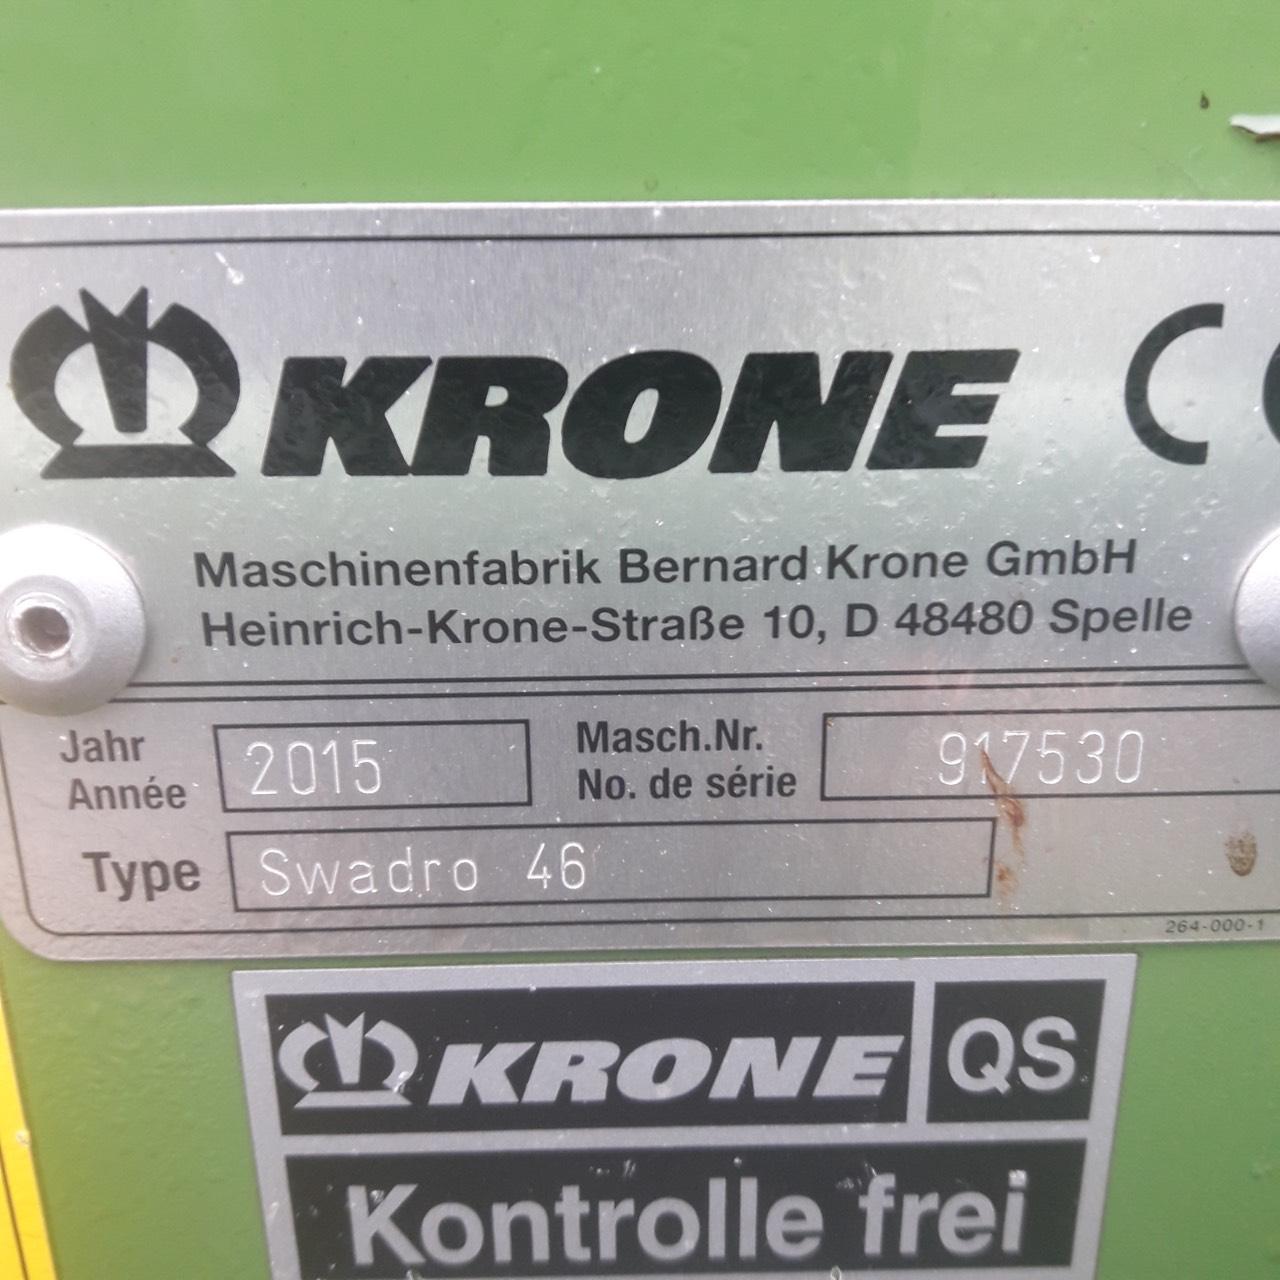 KRONE CE
Maschinenfabrik Bernard Krone GmbH
Heinrich-Krone-Straße 10, D 48480 Spelle
Jahr
Année
2015
Masch.Nr.
No. de série
917530
Type
Swadro 46
264-000-1
KRONE
QS
Kontrolle frei